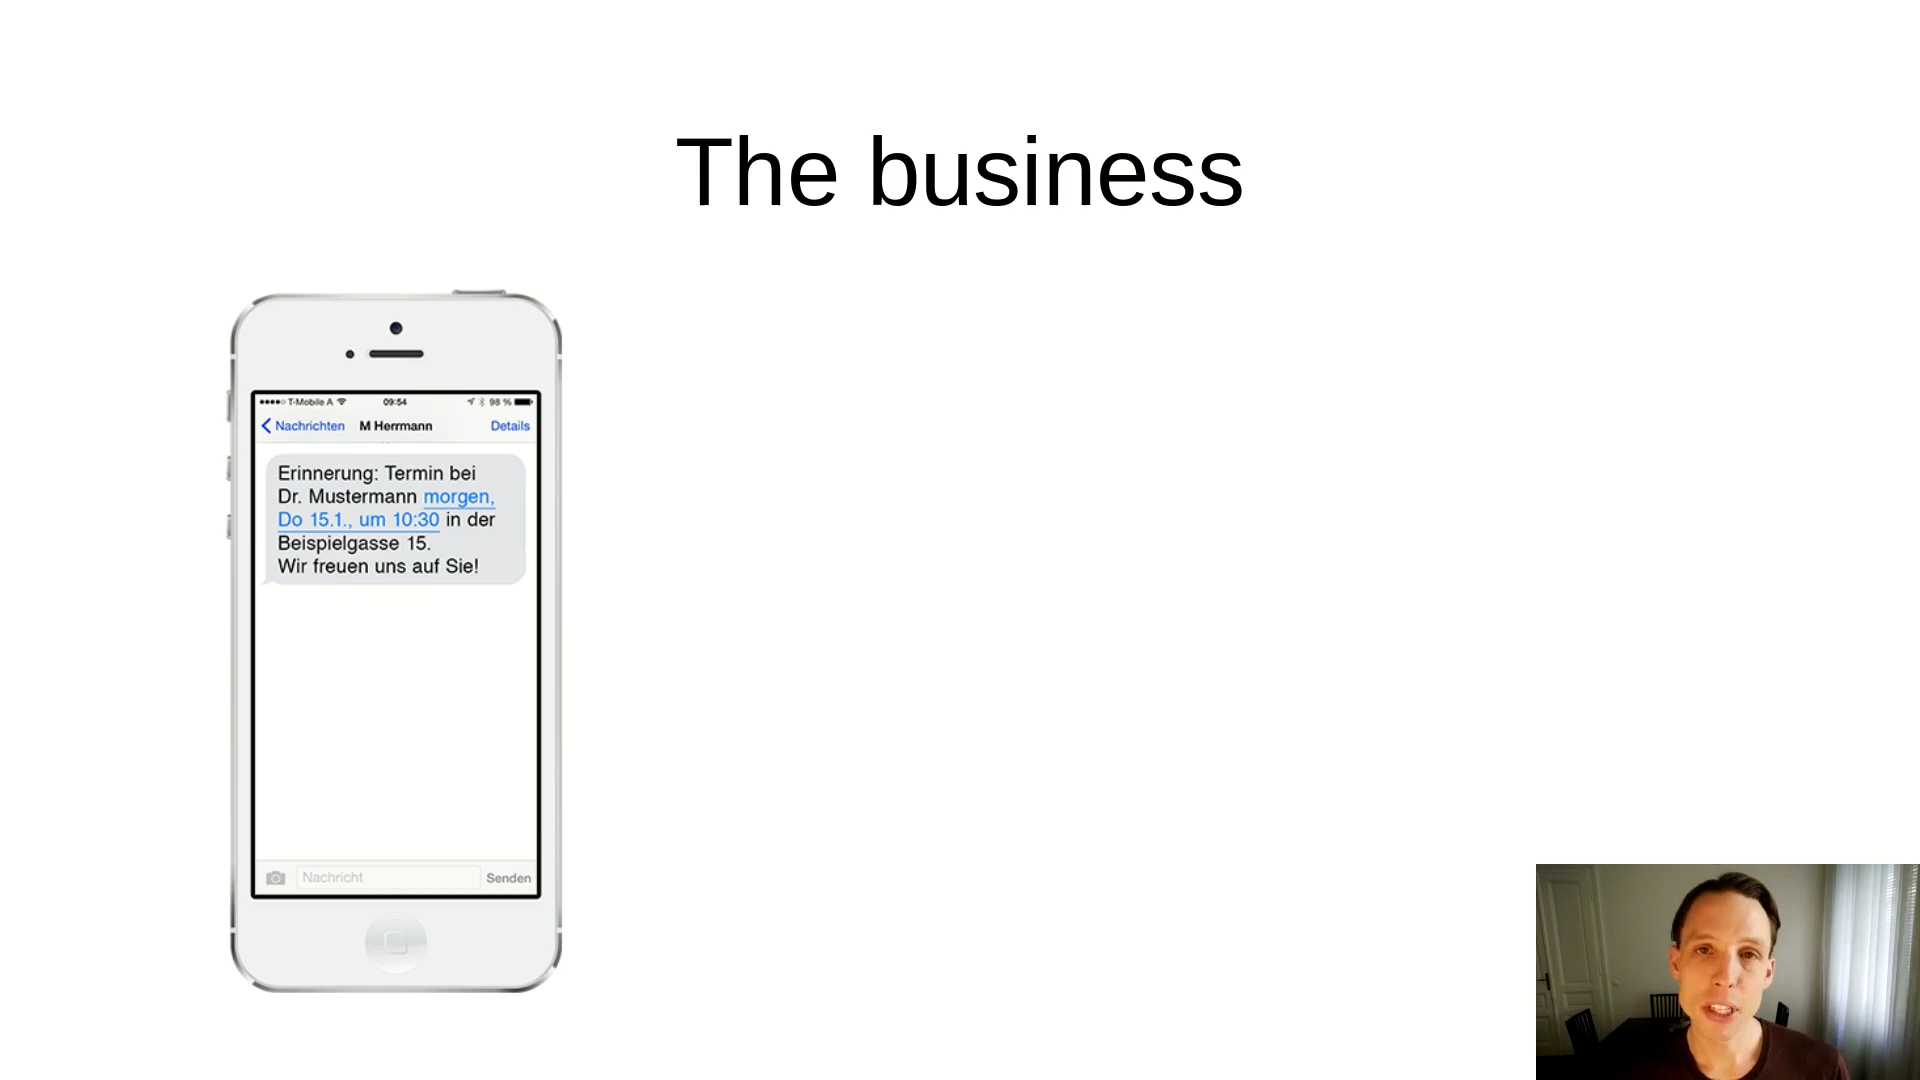 The business
T-Mobile A 09:54 98 %
Nachrichten M Herrmann Details
Erinnerung: Termin bei
Dr. Mustermann morgen,
Do 15.1., um 10:30 in der
Beispielgasse 15.
Wir freuen uns auf Sie!
Nachricht Senden